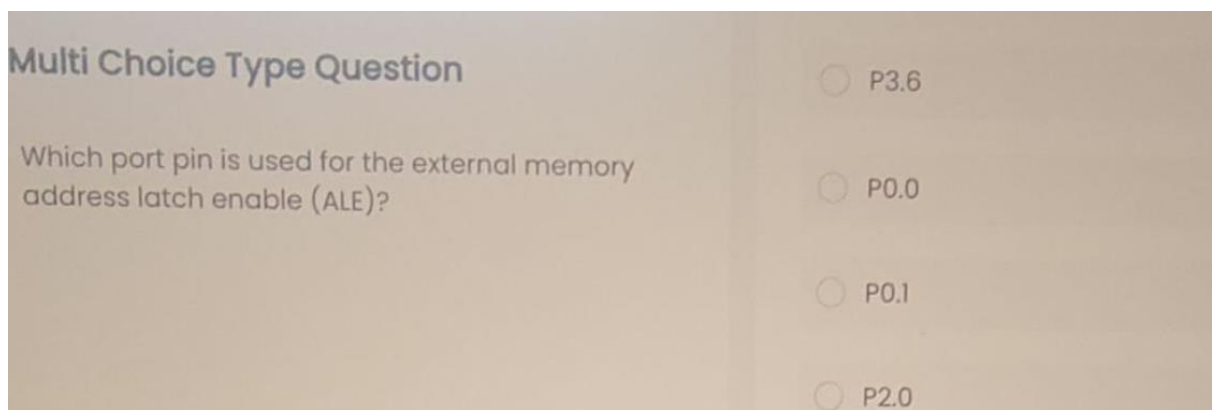 Multi Choice Type Question
Which port pin is used for the external memory
address latch enable (ALE)?
P3.6
P0.0
P0.1
P2.0